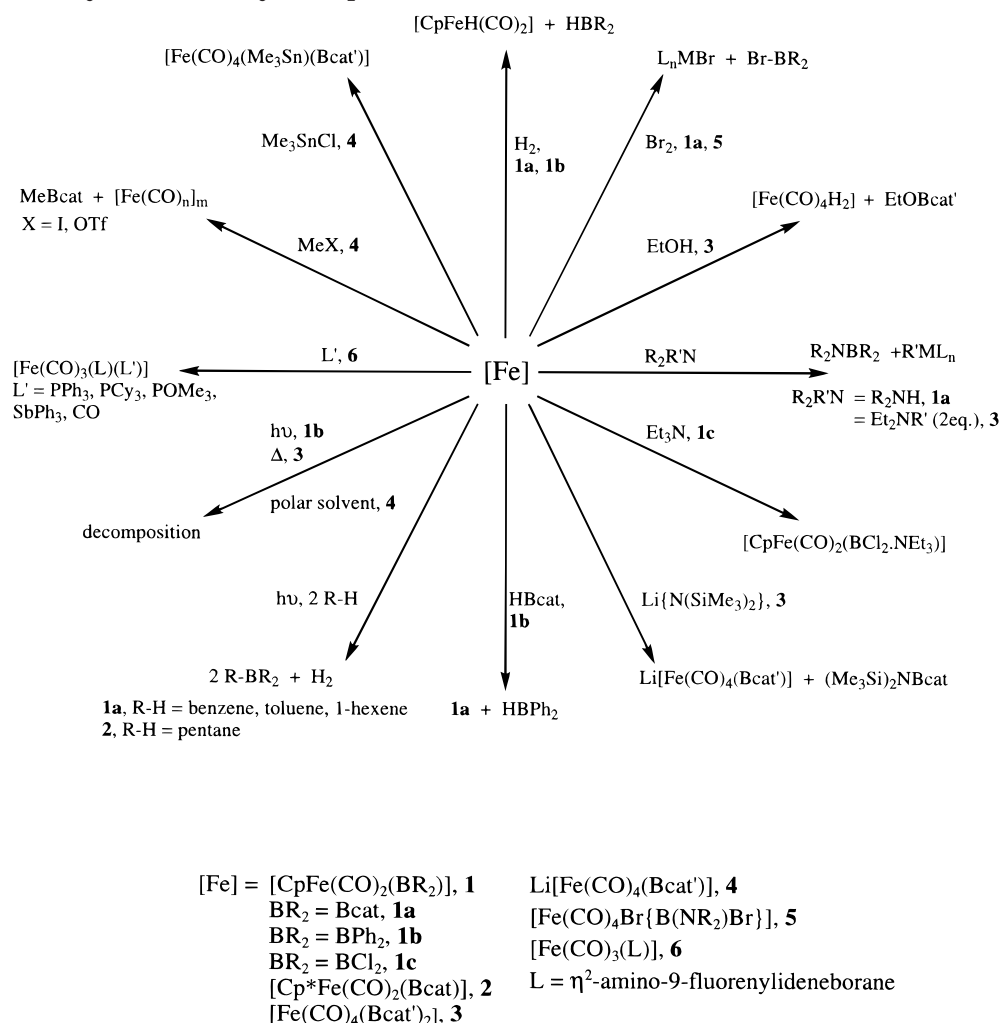 [CpFeH(CO)₂] + HBR₂
[Fe(CO)₄(Me₃Sn)(Bcat')]
LₙMBr + Br-BR₂
Me₃SnCl, 4
H₂,
1a, 1b
Br₂, 1a, 5
MeBcat + [Fe(CO)ₙ]ₘ
X = I, OTf
[Fe(CO)₄H₂] + EtOBcat'
MeX, 4
EtOH, 3
[Fe(CO)₃(L)(L')]
L' = PPh₃, PCy₃, POMe₃,
SbPh₃, CO
L', 6
[Fe]
R₂R'N
R₂NBR₂ +R'MLₙ
R₂R'N = R₂NH, 1a
= Et₂NR' (2eq.), 3
hυ, 1b
Δ, 3
Et₃N, 1c
polar solvent, 4
decomposition
[CpFe(CO)₂(BCl₂.NEt₃)]
hυ, 2 R-H
HBcat,
1b
Li{N(SiMe₃)₂}, 3
2 R-BR₂ + H₂
1a, R-H = benzene, toluene, 1-hexene
2, R-H = pentane
1a + HBPh₂
Li[Fe(CO)₄(Bcat')] + (Me₃Si)₂NBcat
[Fe] = [CpFe(CO)₂(BR₂)], 1
BR₂ = Bcat, 1a
BR₂ = BPh₂, 1b
BR₂ = BCl₂, 1c
[Cp*Fe(CO)₂(Bcat)], 2
[Fe(CO)₄(Bcat')₂], 3
Li[Fe(CO)₄(Bcat')], 4
[Fe(CO)₄Br{B(NR₂)Br}], 5
[Fe(CO)₃(L)], 6
L = η²-amino-9-fluorenylideneborane